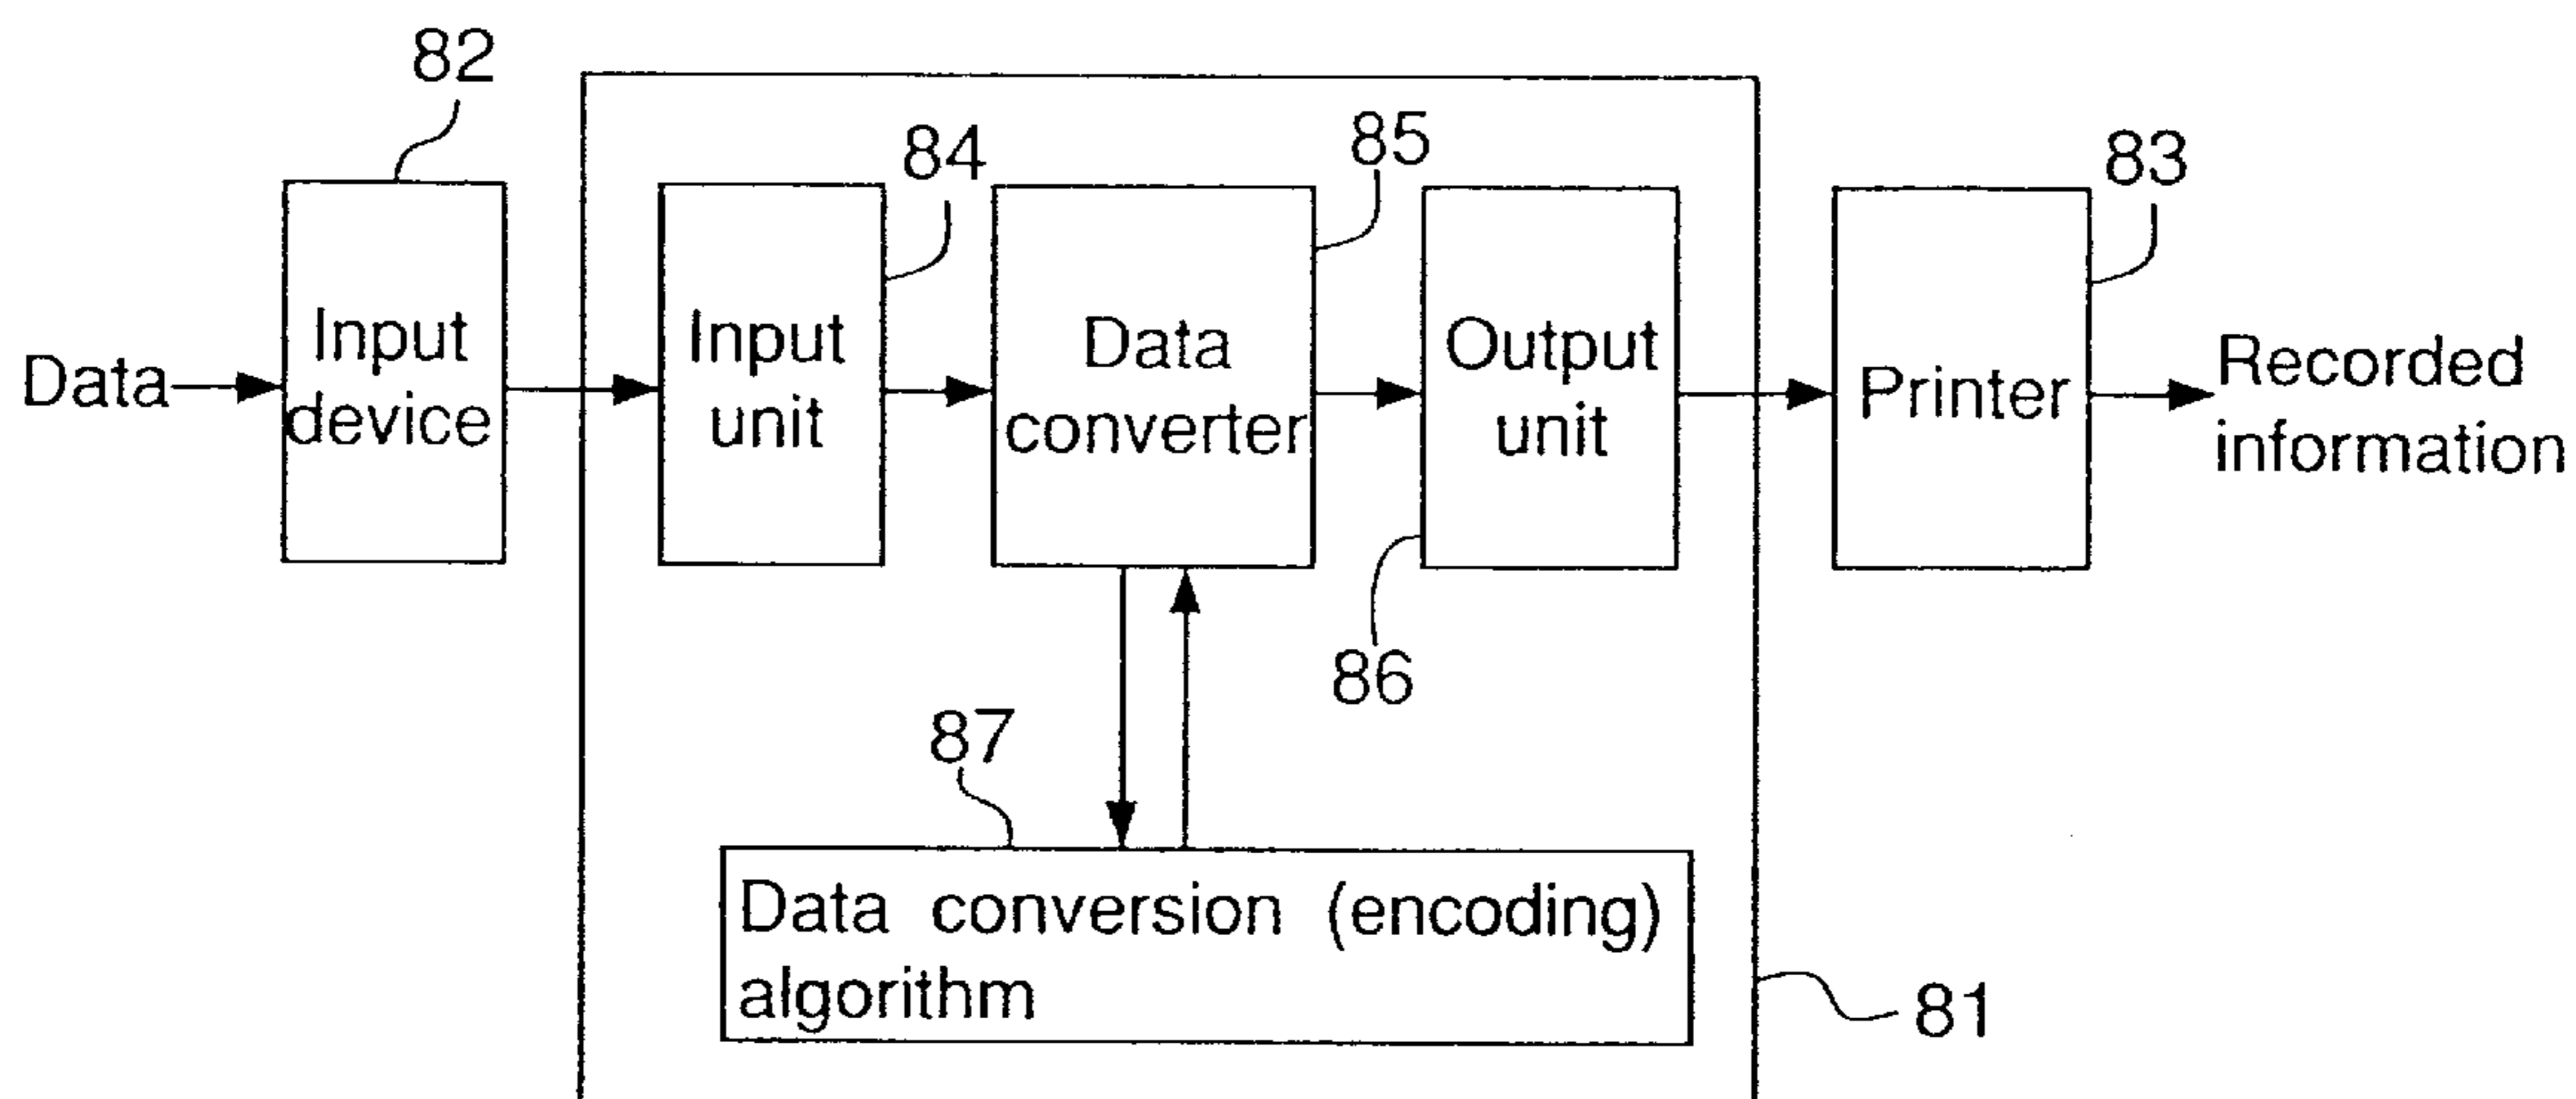 82
84
85
83
Data
Input
device
Input
unit
Data
converter
Output
unit
Printer
Recorded
information
86
87
Data conversion (encoding)
algorithm
81